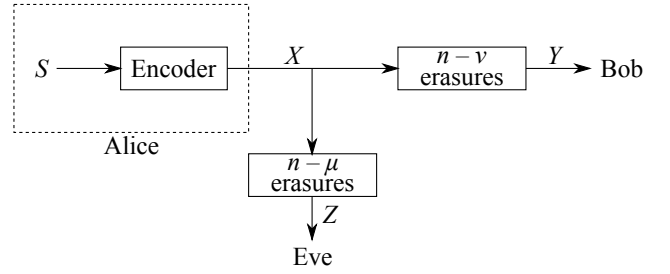 S
Encoder
X
n – ν
erasures
Y
Bob
Alice
n – μ
erasures
Z
Eve